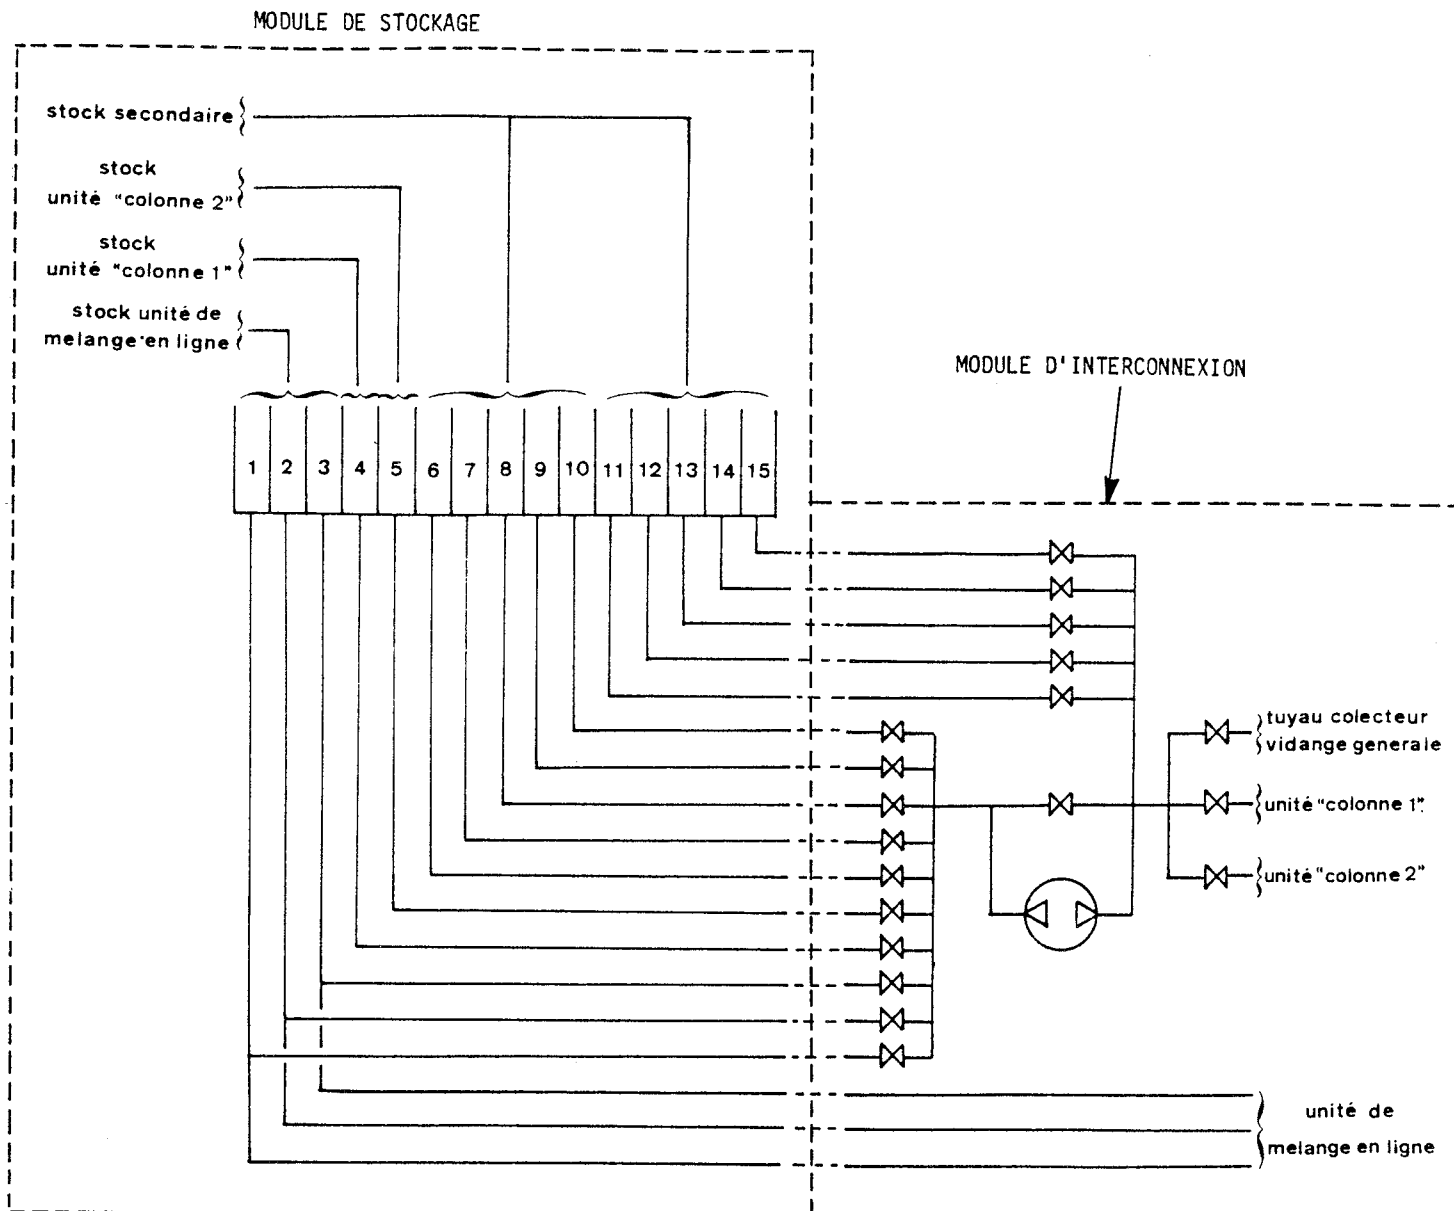 MODULE DE STOCKAGE
stock secondaire
stock
unité "colonne 2"
stock
unité "colonne 1"
stock unité de
melange en ligne
MODULE D'INTERCONNEXION
1 2 3 4 5 6 7 8 9 10 11 12 13 14 15
tuyau colecteur
vidange generale
unité "colonne 1"
unité "colonne 2"
unité de
melange en ligne